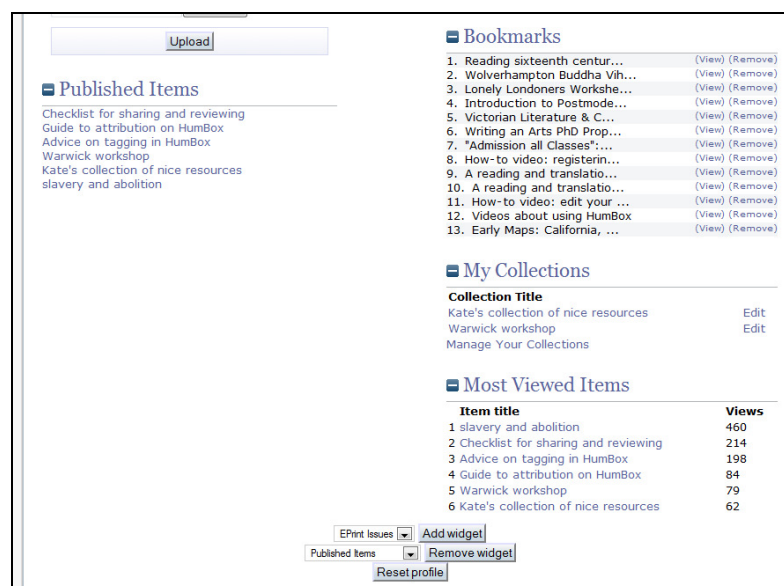 Upload
Published Items
Checklist for sharing and reviewing
Guide to attribution on HumBox
Advice on tagging in HumBox
Warwick workshop
Kate's collection of nice resources
slavery and abolition
Bookmarks
1. Reading sixteenth centur... (View) (Remove)
2. Wolverhampton Buddha Vih... (View) (Remove)
3. Lonely Londoners Workshe... (View) (Remove)
4. Introduction to Postmode... (View) (Remove)
5. Victorian Literature & C... (View) (Remove)
6. Writing an Arts PhD Prop... (View) (Remove)
7. "Admission all Classes":... (View) (Remove)
8. How-to video: registerin... (View) (Remove)
9. A reading and translatio... (View) (Remove)
10. A reading and translatio... (View) (Remove)
11. How-to video: edit your ... (View) (Remove)
12. Videos about using HumBox (View) (Remove)
13. Early Maps: California, ... (View) (Remove)
My Collections
Collection Title
Kate's collection of nice resources Edit
Warwick workshop Edit
Manage Your Collections
Most Viewed Items
Item title Views
1 slavery and abolition 460
2 Checklist for sharing and reviewing 214
3 Advice on tagging in HumBox 198
4 Guide to attribution on HumBox 84
5 Warwick workshop 79
6 Kate's collection of nice resources 62
EPrint Issues Add widget
Published Items Remove widget
Reset profile